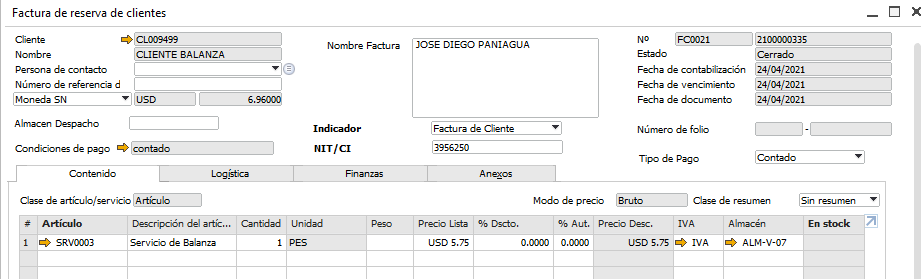 Factura de reserva de clientes
Cliente CL009499
Nombre CLIENTE BALANZA
Persona de contacto
Número de referencia d
Moneda SN USD 6.96000
Almacen Despacho
Condiciones de pago contado
Nombre Factura JOSE DIEGO PANIAGUA
Indicador Factura de Cliente
NIT/CI 3956250
Nº FC0021 2100000335
Estado Cerrado
Fecha de contabilización 24/04/2021
Fecha de vencimiento 24/04/2021
Fecha de documento 24/04/2021
Número de folio -
Tipo de Pago Contado
Contenido Logística Finanzas Anexos
Clase de artículo/servicio Artículo Modo de precio Bruto Clase de resumen Sin resumen
# Artículo Descripción del artíc... Cantidad Unidad Peso Precio Lista % Dscto. % Aut. Precio Desc. IVA Almacén En stock
1 SRV0003 Servicio de Balanza 1 PES USD 5.75 0.0000 0.0000 USD 5.75 IVA ALM-V-07